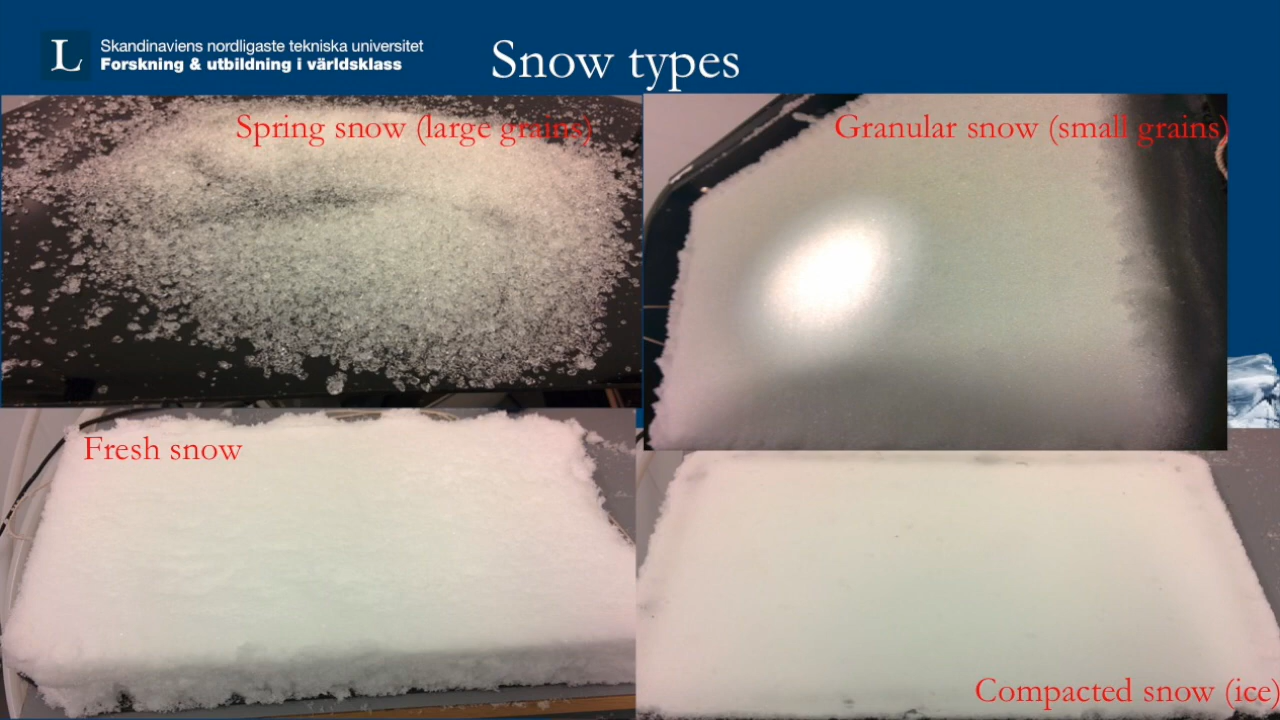 L
Skandinaviens nordligaste tekniska universitet
Forskning & utbildning i världsklass
Snow types
Spring snow (large grains)
Granular snow (small grains)
Fresh snow
Compacted snow (ice)